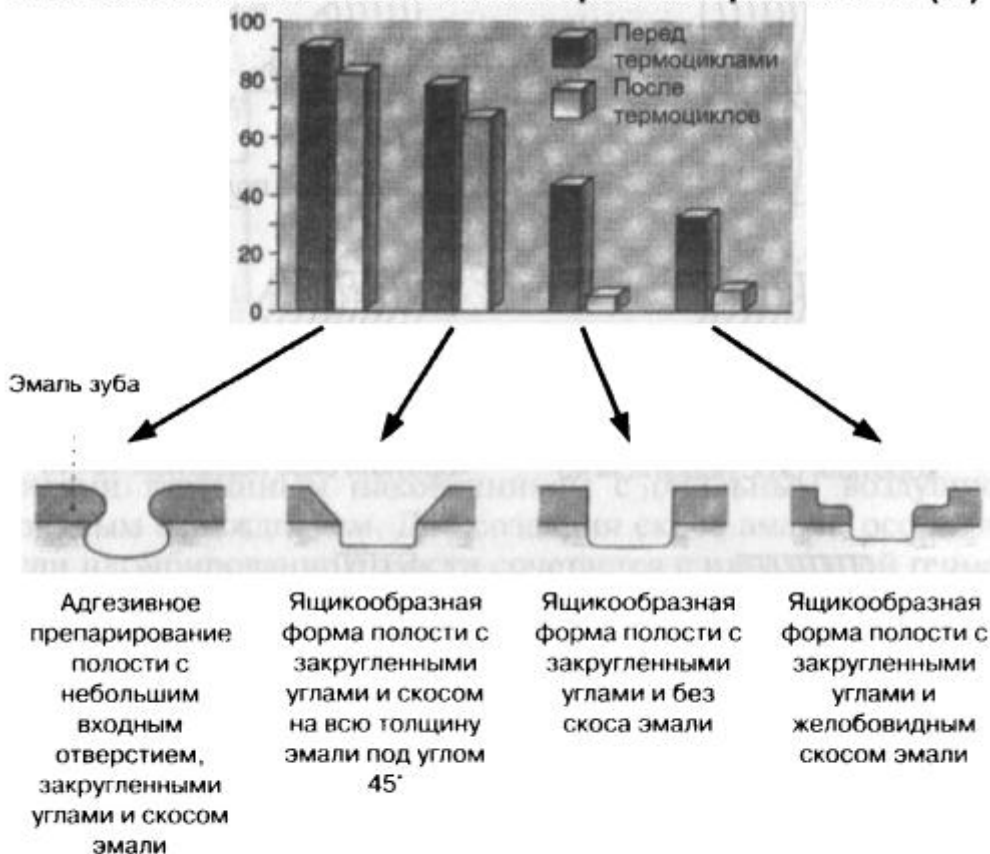 100
80
60
40
20
0
Перед
термоциклами
После
термоциклов
Эмаль зуба
Адгезивное
препарирование
полости с
небольшим
входным
отверстием,
закругленными
углами и скосом
эмали
Ящикообразная
форма полости с
закругленными
углами и скосом
на всю толщину
эмали под углом
45°
Ящикообразная
форма полости с
закругленными
углами и без
скоса эмали
Ящикообразная
форма полости с
закругленными
углами и
желобовидным
скосом эмали